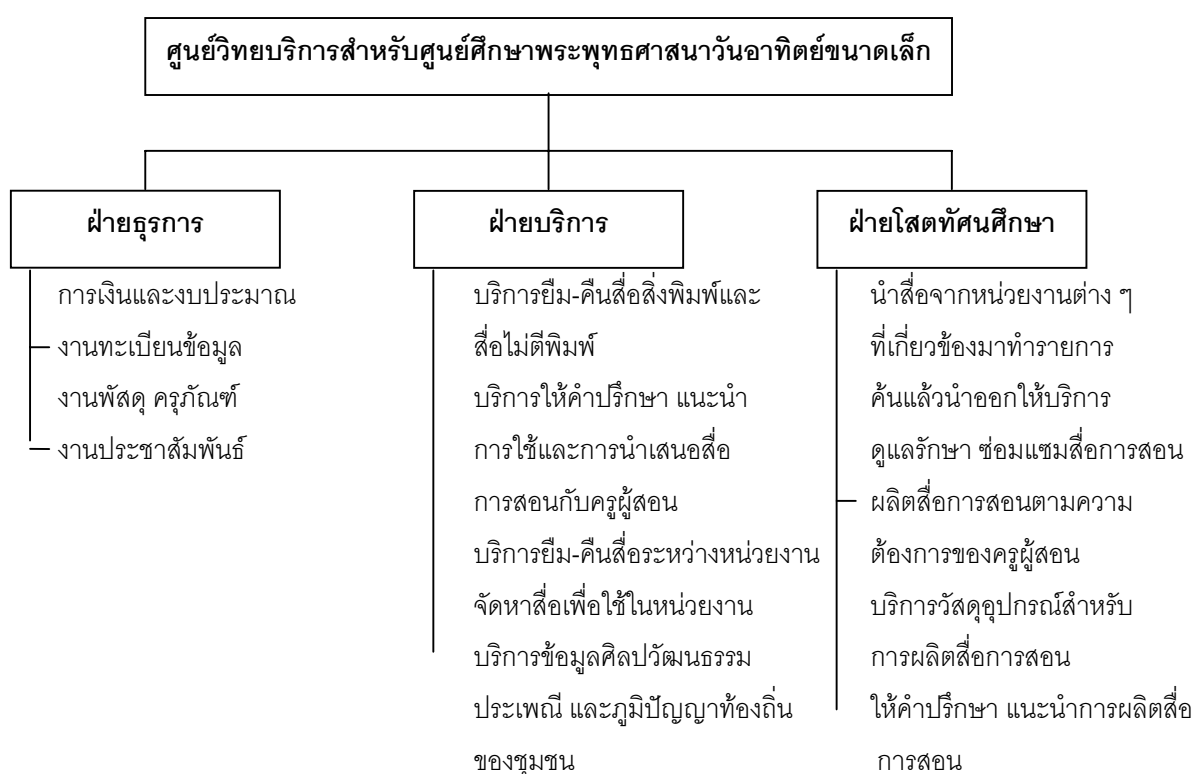 ศูนย์วิทยบริการสำหรับศูนย์ศึกษาพระพุทธศาสนาวันอาทิตย์ขนาดเล็ก
ฝ่ายธุรการ
การเงินและงบประมาณ
งานทะเบียนข้อมูล
งานพัสดุ ครุภัณฑ์
งานประชาสัมพันธ์
ฝ่ายบริการ
บริการยืม-คืนสื่อสิ่งพิมพ์และ
สื่อไม่ตีพิมพ์
บริการให้คำปรึกษา แนะนำ
การใช้และการนำเสนอสื่อ
การสอนกับครูผู้สอน
บริการยืม-คืนสื่อระหว่างหน่วยงาน
จัดหาสื่อเพื่อใช้ในหน่วยงาน
บริการข้อมูลศิลปวัฒนธรรม
ประเพณี และภูมิปัญญาท้องถิ่น
ของชุมชน
ฝ่ายโสตทัศนศึกษา
นำสื่อจากหน่วยงานต่าง ๆ
ที่เกี่ยวข้องมาทำรายการ
ค้นแล้วนำออกให้บริการ
ดูแลรักษา ซ่อมแซมสื่อการสอน
ผลิตสื่อการสอนตามความ
ต้องการของครูผู้สอน
บริการวัสดุอุปกรณ์สำหรับ
การผลิตสื่อการสอน
ให้คำปรึกษา แนะนำการผลิตสื่อ
การสอน